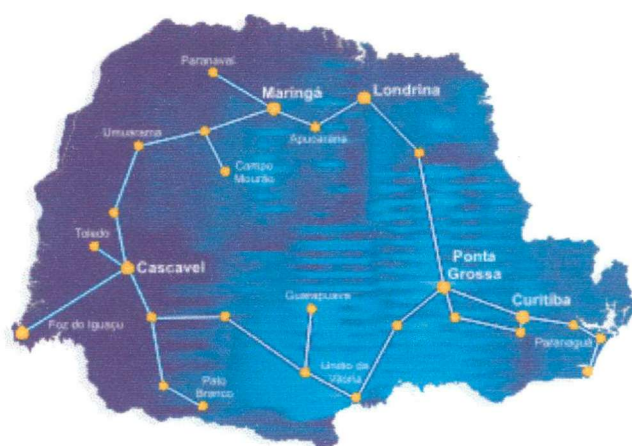 Paranavaí
Maringá
Londrina
Umuarama
Apucarana
Campo
Mourão
Toledo
Cascavel
Ponta
Grossa
Guarapuava
Curitiba
Foz do Iguaçu
União da
Vitória
Paranaguá
Pato
Branco